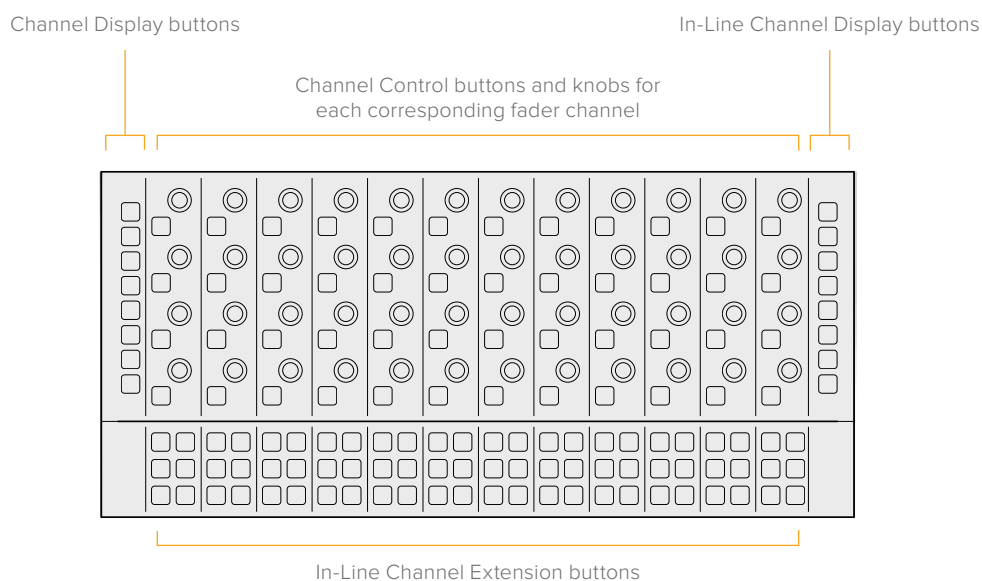 Channel Display buttons
In-Line Channel Display buttons
Channel Control buttons and knobs for
each corresponding fader channel
In-Line Channel Extension buttons